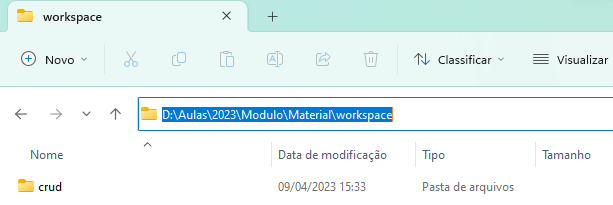 workspace
Novo
Classificar
Visualizar
D:\Aulas\2023\Modulo\Material\workspace
Nome Data de modificação Tipo Tamanho
crud 09/04/2023 15:33 Pasta de arquivos